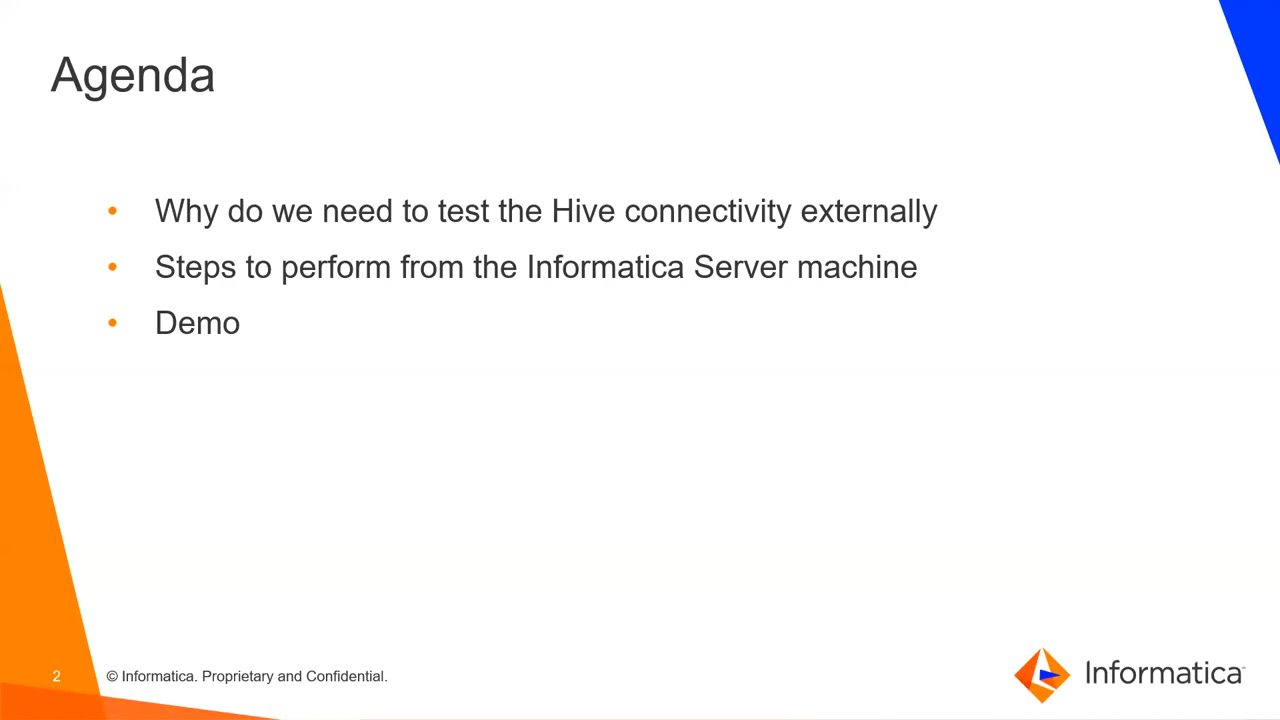 Agenda
• Why do we need to test the Hive connectivity externally
• Steps to perform from the Informatica Server machine
• Demo
2
© Informatica. Proprietary and Confidential.
Informatica™